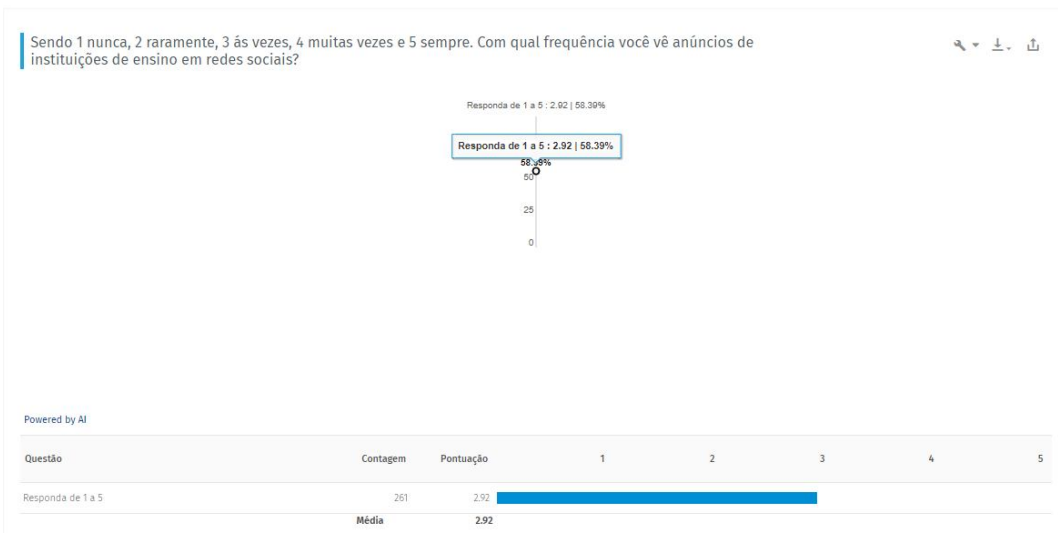 Sendo 1 nunca, 2 raramente, 3 ás vezes, 4 muitas vezes e 5 sempre. Com qual frequência você vê anúncios de
instituições de ensino em redes sociais?
Responda de 1 a 5 : 2.92 | 58.39%
Responda de 1 a 5 : 2.92 | 58.39%
58.39%
50
25
0
Powered by AI
Questão Contagem Pontuação 1 2 3 4 5
Responda de 1 a 5 261 2.92
Média 2.92